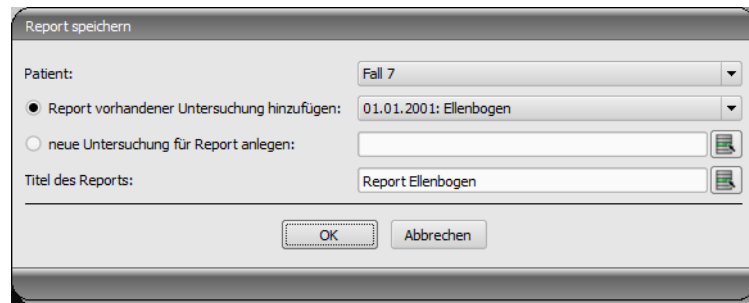 Report speichern
Patient: Fall 7
Report vorhandener Untersuchung hinzufügen: 01.01.2001: Ellenbogen
neue Untersuchung für Report anlegen:
Titel des Reports: Report Ellenbogen
OK Abbrechen